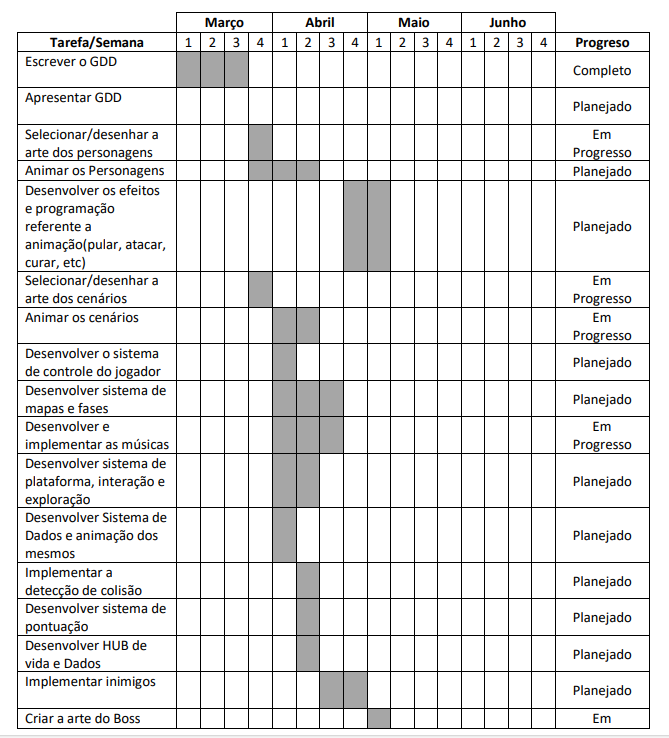 Março Abril Maio Junho
Tarefa/Semana 1 2 3 4 1 2 3 4 1 2 3 4 1 2 3 4 Progreso
Escrever o GDD
Completo
Apresentar GDD
Planejado
Selecionar/desenhar a Em
arte dos personagens Progresso
Animar os Personagens Planejado
Desenvolver os efeitos
e programação
referente a Planejado
animação(pular, atacar,
curar, etc)
Selecionar/desenhar a Em
arte dos cenários Progresso
Animar os cenários Em
Progresso
Desenvolver o sistema Planejado
de controle do jogador
Desenvolver sistema de Planejado
mapas e fases
Desenvolver e Em
implementar as músicas Progresso
Desenvolver sistema de
plataforma, interação e Planejado
exploração
Desenvolver Sistema de
Dados e animação dos Planejado
mesmos
Implementar a Planejado
detecção de colisão
Desenvolver sistema de Planejado
pontuação
Desenvolver HUB de Planejado
vida e Dados
Implementar inimigos
Planejado
Criar a arte do Boss Em